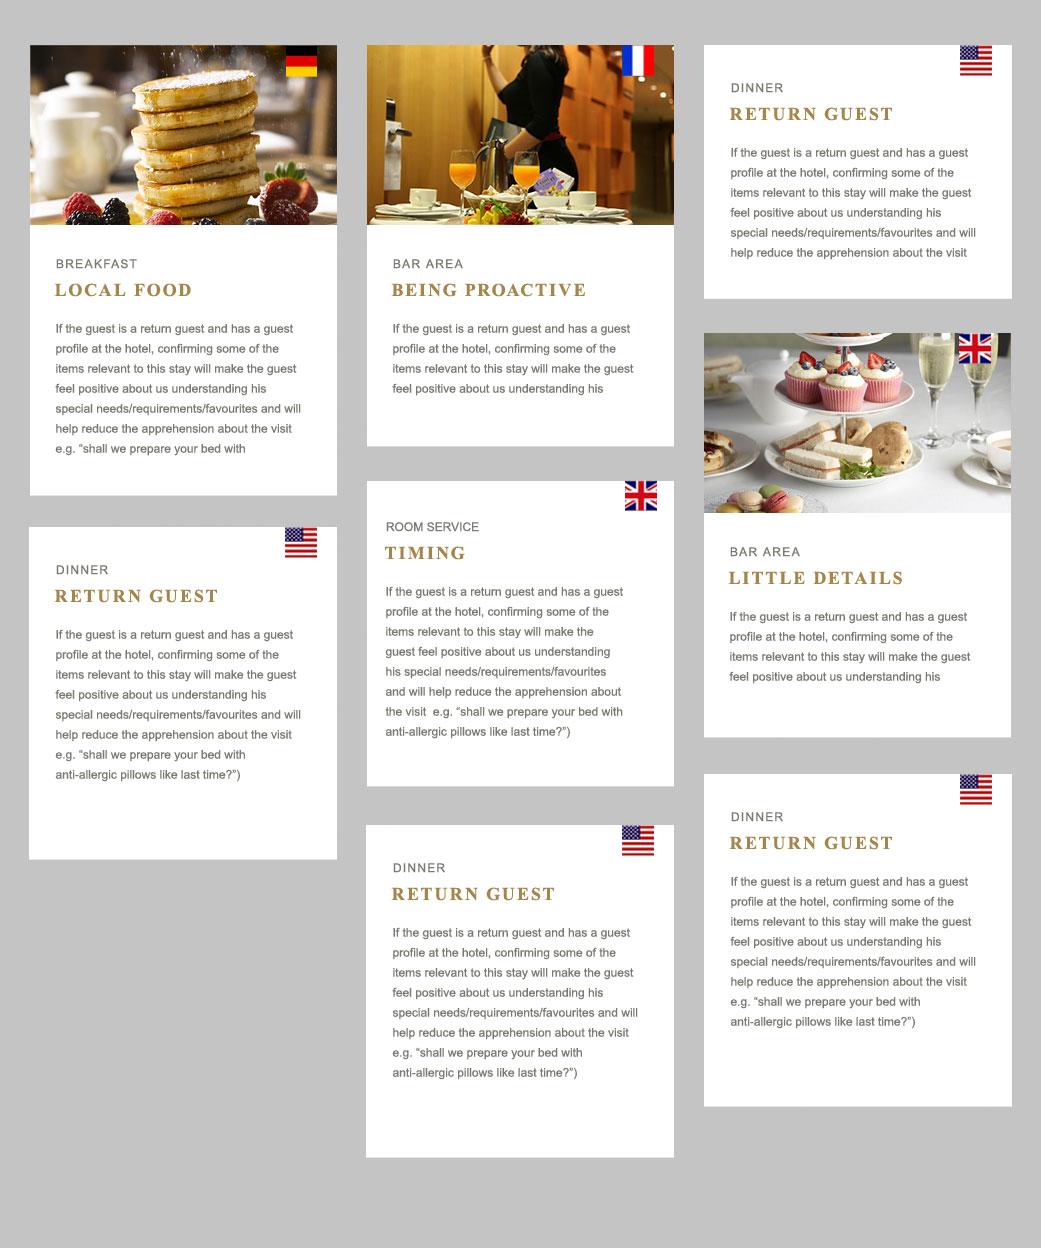 BREAKFAST
LOCAL FOOD
If the guest is a return guest and has a guest
profile at the hotel, confirming some of the
items relevant to this stay will make the guest
feel positive about us understanding his
special needs/requirements/favourites and will
help reduce the apprehension about the visit
e.g. “shall we prepare your bed with
DINNER
RETURN GUEST
If the guest is a return guest and has a guest
profile at the hotel, confirming some of the
items relevant to this stay will make the guest
feel positive about us understanding his
special needs/requirements/favourites and will
help reduce the apprehension about the visit
e.g. “shall we prepare your bed with
anti-allergic pillows like last time?”)
BAR AREA
BEING PROACTIVE
If the guest is a return guest and has a guest
profile at the hotel, confirming some of the
items relevant to this stay will make the guest
feel positive about us understanding his
ROOM SERVICE
TIMING
If the guest is a return guest and has a guest
profile at the hotel, confirming some of the
items relevant to this stay will make the
guest feel positive about us understanding
his special needs/requirements/favourites
and will help reduce the apprehension about
the visit  e.g. “shall we prepare your bed with
anti-allergic pillows like last time?”)
DINNER
RETURN GUEST
If the guest is a return guest and has a guest
profile at the hotel, confirming some of the
items relevant to this stay will make the guest
feel positive about us understanding his
special needs/requirements/favourites and will
help reduce the apprehension about the visit
e.g. “shall we prepare your bed with
anti-allergic pillows like last time?”)
DINNER
RETURN GUEST
If the guest is a return guest and has a guest
profile at the hotel, confirming some of the
items relevant to this stay will make the guest
feel positive about us understanding his
special needs/requirements/favourites and will
help reduce the apprehension about the visit
BAR AREA
LITTLE DETAILS
If the guest is a return guest and has a guest
profile at the hotel, confirming some of the
items relevant to this stay will make the guest
feel positive about us understanding his
DINNER
RETURN GUEST
If the guest is a return guest and has a guest
profile at the hotel, confirming some of the
items relevant to this stay will make the guest
feel positive about us understanding his
special needs/requirements/favourites and will
help reduce the apprehension about the visit
e.g. “shall we prepare your bed with
anti-allergic pillows like last time?”)